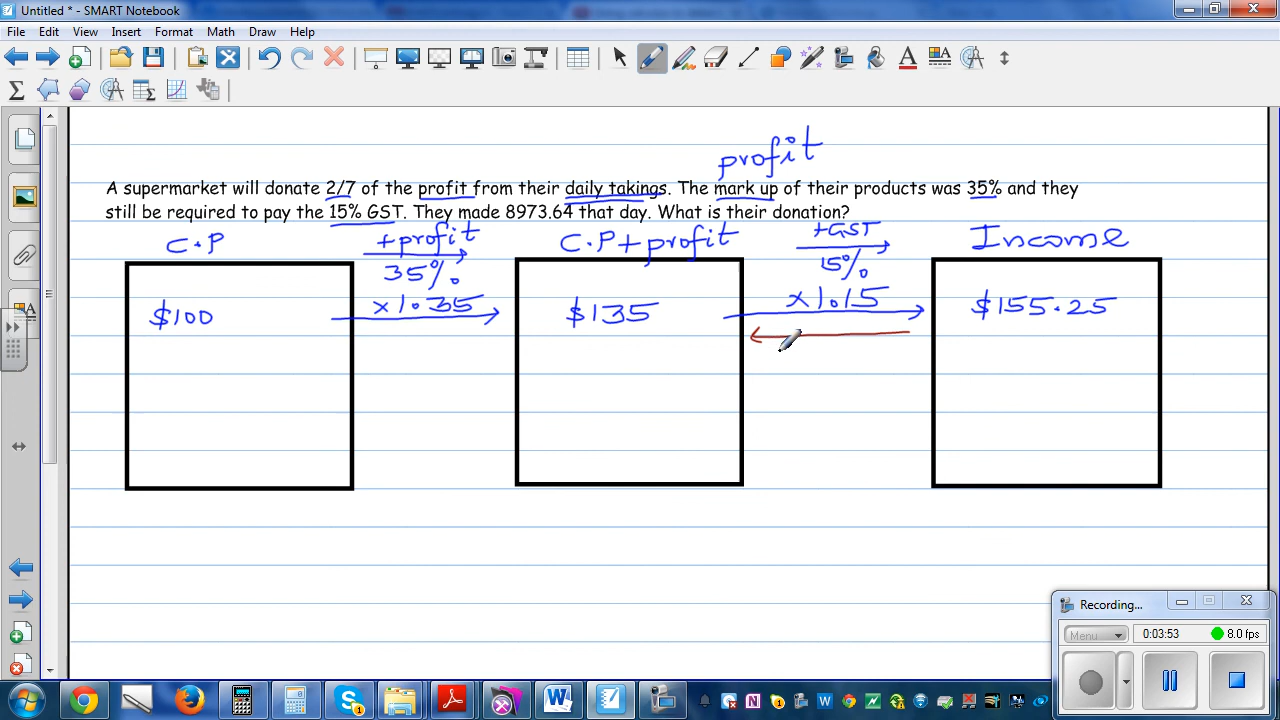 Untitled * - SMART Notebook
File Edit View Insert Format Math Draw Help
profit
A supermarket will donate 2/7 of the profit from their daily takings. The mark up of their products was 35% and they
still be required to pay the 15% GST. They made 8973.64 that day. What is their donation?
C.P +profit C.P+profit +GST Income
35% 15%
$100 ×1.35 $135 ×1.15 $155.25
Recording...
Menu 0:03:53 8.0 fps